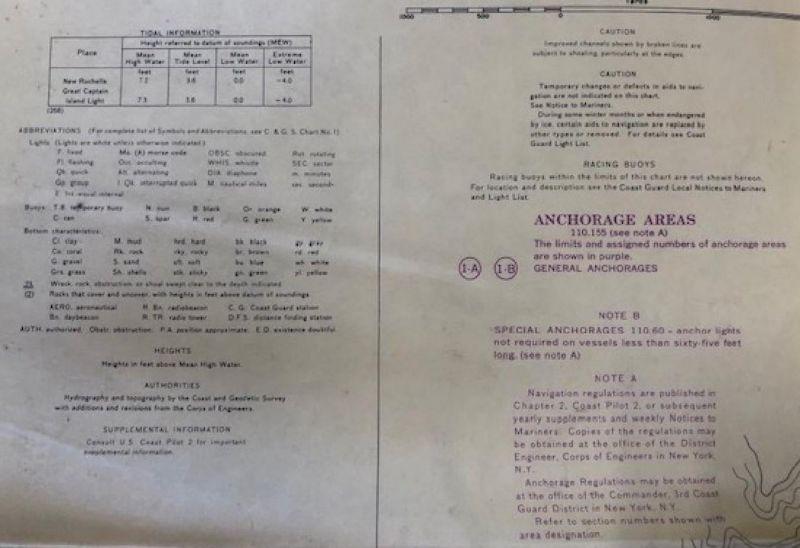 TIDAL INFORMATION
Height referred to datum of soundings (MLW)
Place
Mean High Water
Mean Tide Level
Mean Low Water
Extreme Low Water
feet feet feet feet
New Rochelle 7.2 3.6 0.0 -4.0
Great Captain
Island Light 7.3 3.6 0.0 -4.0
ABBREVIATIONS (For complete list of Symbols and Abbreviations, see C. & G. S. Chart No. 1)
Lights (Lights are white unless otherwise indicated)
F. fixed Mo. (A) morse code OBSC. obscured Rot. rotating
Fl. flashing Occ. occulting WHIS. whistle SEC. sector
Qk. quick Alt. alternating DIA. diaphone m. minutes
Gp. group I. Qk. interrupted quick M. nautical miles sec. seconds
E. Int. equal interval
Buoys: T.B. temporary buoy N. nun B. black Or. orange W. white
C. can S. spar R. red G. green Y. yellow
Bottom characteristics:
Cl. clay M. mud hrd. hard bk. black gy. gray
Co. coral Rk. rock rky. rocky br. brown rd. red
G. gravel S. sand sft. soft bu. blue wh. white
Grs. grass Sh. shells stk. sticky gn. green yl. yellow
21 Wreck, rock, obstruction, or shoal swept clear to the depth indicated
(2) Rocks that cover and uncover, with heights in feet above datum of soundings
AERO. aeronautical R. Bn. radiobeacon C. G. Coast Guard station
Bn. daybeacon R. TR. radio tower D.F.S. distance finding station
AUTH. authorized; Obstr. obstruction; P.A. position approximate; E.D. existence doubtful
HEIGHTS
Heights in feet above Mean High Water.
AUTHORITIES
Hydrography and topography by the Coast and Geodetic Survey
with additions and revisions from the Corps of Engineers.
SUPPLEMENTAL INFORMATION
Consult U.S. Coast Pilot 2 for important
supplemental information.
Yards
1000 500 0
CAUTION
Improved channels shown by broken lines are
subject to shoaling, particularly at the edges.
CAUTION
Temporary changes or defects in aids to navi-
gation are not indicated on this chart.
See Notice to Mariners.
During some winter months or when endangered
by ice, certain aids to navigation are replaced by
other types or removed. For details see Coast
Guard Light List.
RACING BUOYS
Racing buoys within the limits of this chart are not shown hereon.
For location and description see the Coast Guard Local Notices to Mariners
and Light List.
ANCHORAGE AREAS
110.155 (see note A)
The limits and assigned numbers of anchorage areas
are shown in purple.
1-A 1-B GENERAL ANCHORAGES
NOTE B
SPECIAL ANCHORAGES 110.60 - anchor lights
not required on vessels less than sixty-five feet
long. (see note A)
NOTE A
Navigation regulations are published in
Chapter 2, Coast Pilot 2, or subsequent
yearly supplements and weekly Notices to
Mariners. Copies of the regulations may
be obtained at the office of the District
Engineer, Corps of Engineers in New York,
N.Y.
Anchorage Regulations may be obtained
at the office of the Commander, 3rd Coast
Guard District in New York, N.Y.
Refer to section numbers shown with
area designation.